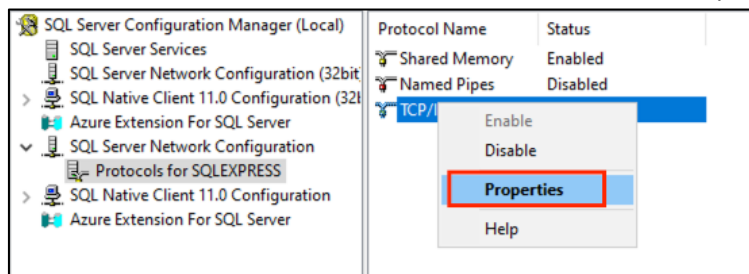 SQL Server Configuration Manager (Local)
SQL Server Services
SQL Server Network Configuration (32bit
SQL Native Client 11.0 Configuration (32
Azure Extension For SQL Server
SQL Server Network Configuration
Protocols for SQLEXPRESS
SQL Native Client 11.0 Configuration
Azure Extension For SQL Server
Protocol Name Status
Shared Memory Enabled
Named Pipes Disabled
TCP/
Enable
Disable
Properties
Help